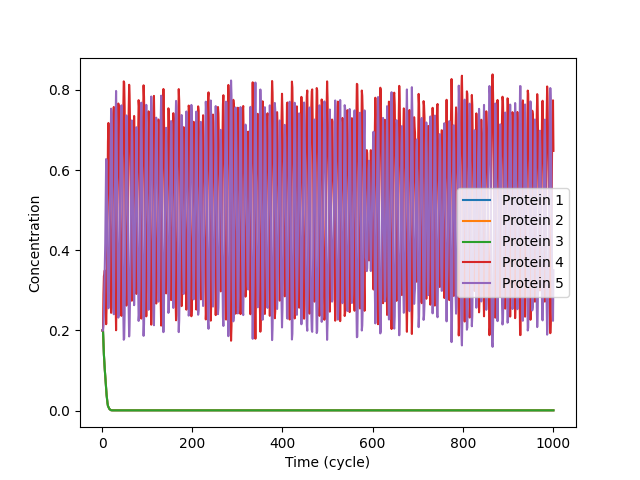 0.8
0.6
0.4
0.2
0.0
Concentration
Protein 1
Protein 2
Protein 3
Protein 4
Protein 5
0 200 400 600 800 1000
Time (cycle)